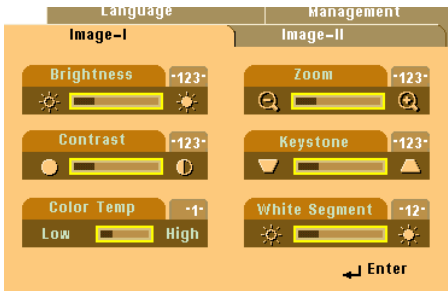 Language Management
Image-I Image-II
Brightness -123- Zoom -123-
Contrast -123- Keystone -123-
Color Temp -1- White Segment -12-
Low High
Enter